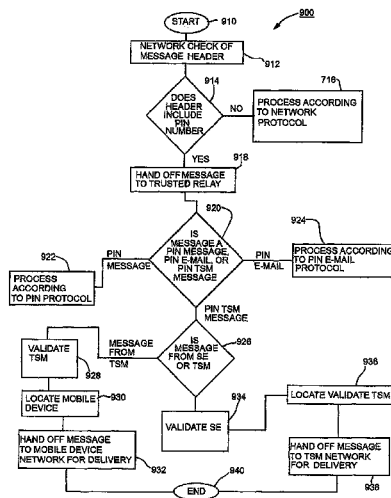 START
910
900
NETWORK CHECK OF
MESSAGE HEADER
912
914
DOES
HEADER
INCLUDE
PIN
NUMBER
NO
716
PROCESS ACCORDING
TO NETWORK
PROTOCOL
YES
918
HAND OFF MESSAGE
TO TRUSTED RELAY
920
IS
MESSAGE A
PIN MESSAGE,
PIN E-MAIL, OR
PIN TSM
MESSAGE
922
PIN
MESSAGE
PROCESS
ACCORDING
TO PIN PROTOCOL
924
PIN
E-MAIL
PROCESS ACCORDING
TO PIN E-MAIL
PROTOCOL
PIN TSM
MESSAGE
IS
MESSAGE
FROM SE
OR TSM
926
MESSAGE
FROM
TSM
VALIDATE
TSM
928
LOCATE MOBILE
DEVICE
930
HAND OFF MESSAGE
TO MOBILE DEVICE
NETWORK FOR DELIVERY
932
934
VALIDATE SE
936
LOCATE VALIDATE TSM
HAND OFF MESSAGE
TO TSM NETWORK
FOR DELIVERY
938
END
940